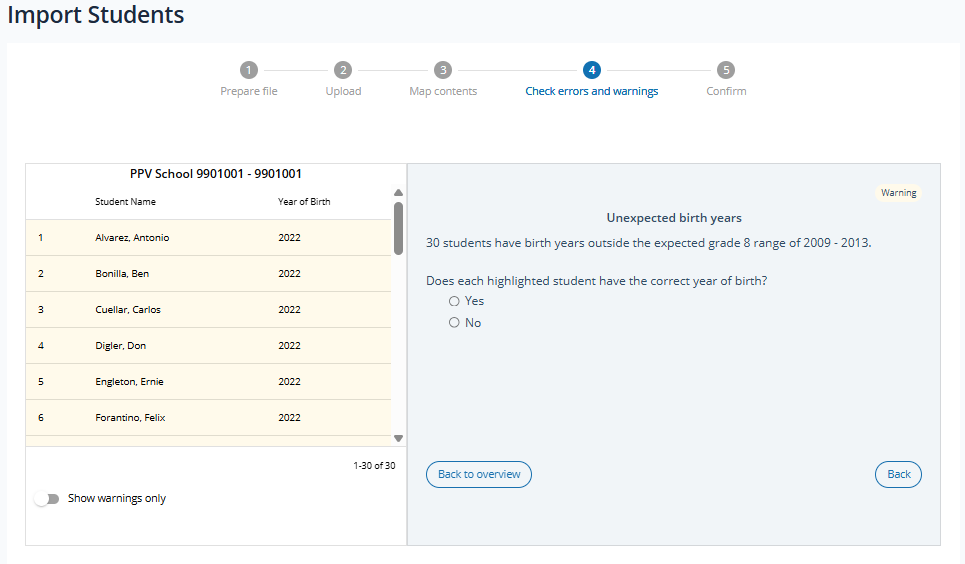 Import Students
1 2 3 4 5
Prepare file Upload Map contents Check errors and warnings Confirm
PPV School 9901001 - 9901001
Student Name Year of Birth
1 Alvarez, Antonio 2022
2 Bonilla, Ben 2022
3 Cuellar, Carlos 2022
4 Digler, Don 2022
5 Engleton, Ernie 2022
6 Forantino, Felix 2022
1-30 of 30
Show warnings only
Warning
Unexpected birth years
30 students have birth years outside the expected grade 8 range of 2009 - 2013.
Does each highlighted student have the correct year of birth?
Yes
No
Back to overview Back